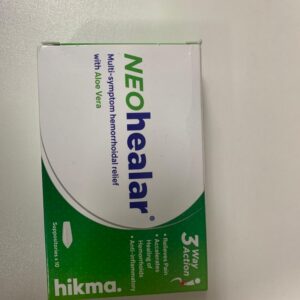 NEOhealar®
Multi-symptom hemorrhoidal relief
with Aloe Vera
3 Way
Action
• Relieves Pain
• Accelerates
Healing of
Hemorrhoids
• Anti-inflammatory
Suppositories x 10
hikma.